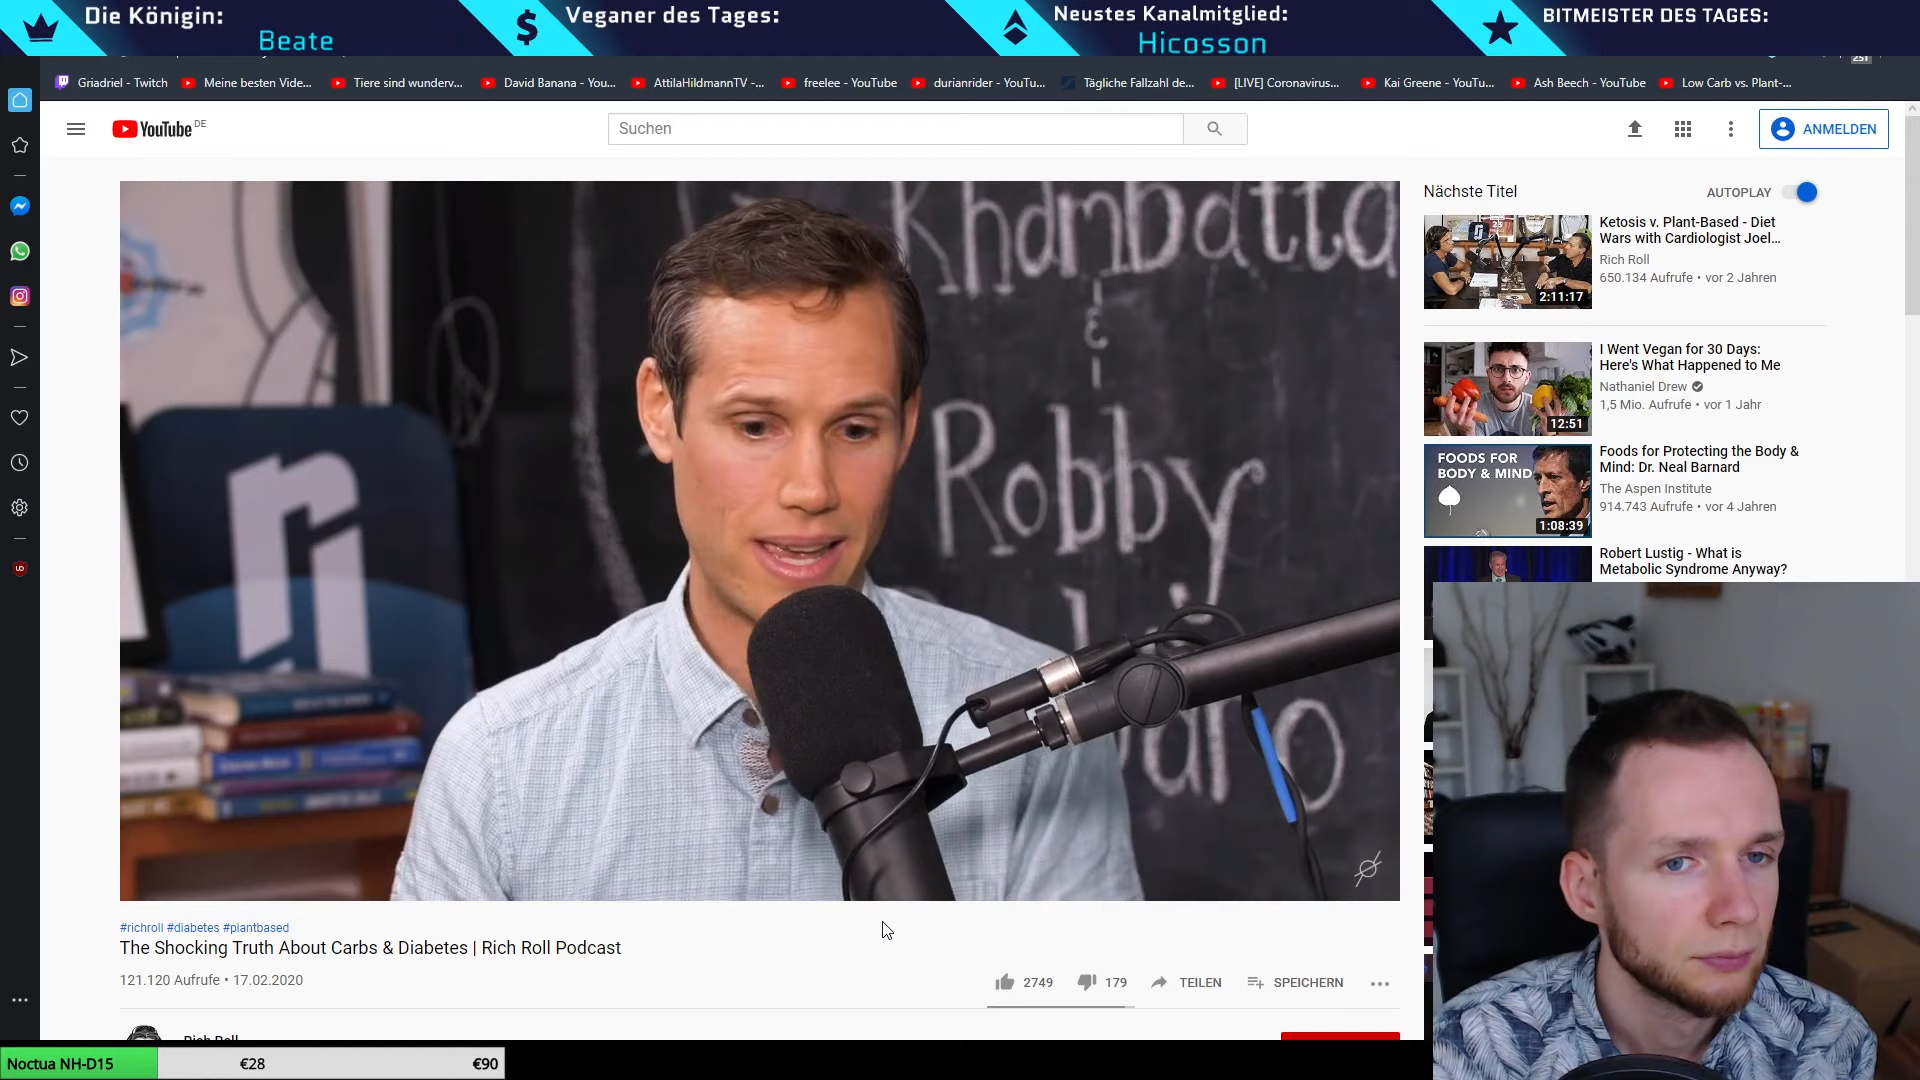 Die Königin:
Beate
Veganer des Tages:
Neustes Kanalmitglied:
Hicosson
BITMEISTER DES TAGES:
Griadriel - Twitch
Meine besten Vide...
Tiere sind wunderv...
David Banana - You...
AttilaHildmannTV -...
freelee - YouTube
durianrider - YouTu...
Tägliche Fallzahl de...
[LIVE] Coronavirus...
Kai Greene - YouTu...
Ash Beech - YouTube
Low Carb vs. Plant-...
YouTube DE
Suchen
ANMELDEN
Khambatta
&
Robby
Nächste Titel
AUTOPLAY
Ketosis v. Plant-Based - Diet
Wars with Cardiologist Joel...
Rich Roll
650.134 Aufrufe • vor 2 Jahren
2:11:17
I Went Vegan for 30 Days:
Here's What Happened to Me
Nathaniel Drew
1,5 Mio. Aufrufe • vor 1 Jahr
12:51
FOODS FOR
BODY & MIND
1:08:39
Foods for Protecting the Body &
Mind: Dr. Neal Barnard
The Aspen Institute
914.743 Aufrufe • vor 4 Jahren
Robert Lustig - What is
Metabolic Syndrome Anyway?
#richroll #diabetes #plantbased
The Shocking Truth About Carbs & Diabetes | Rich Roll Podcast
121.120 Aufrufe • 17.02.2020
2749
179
TEILEN
SPEICHERN
Rich Roll
Noctua NH-D15
€28
€90